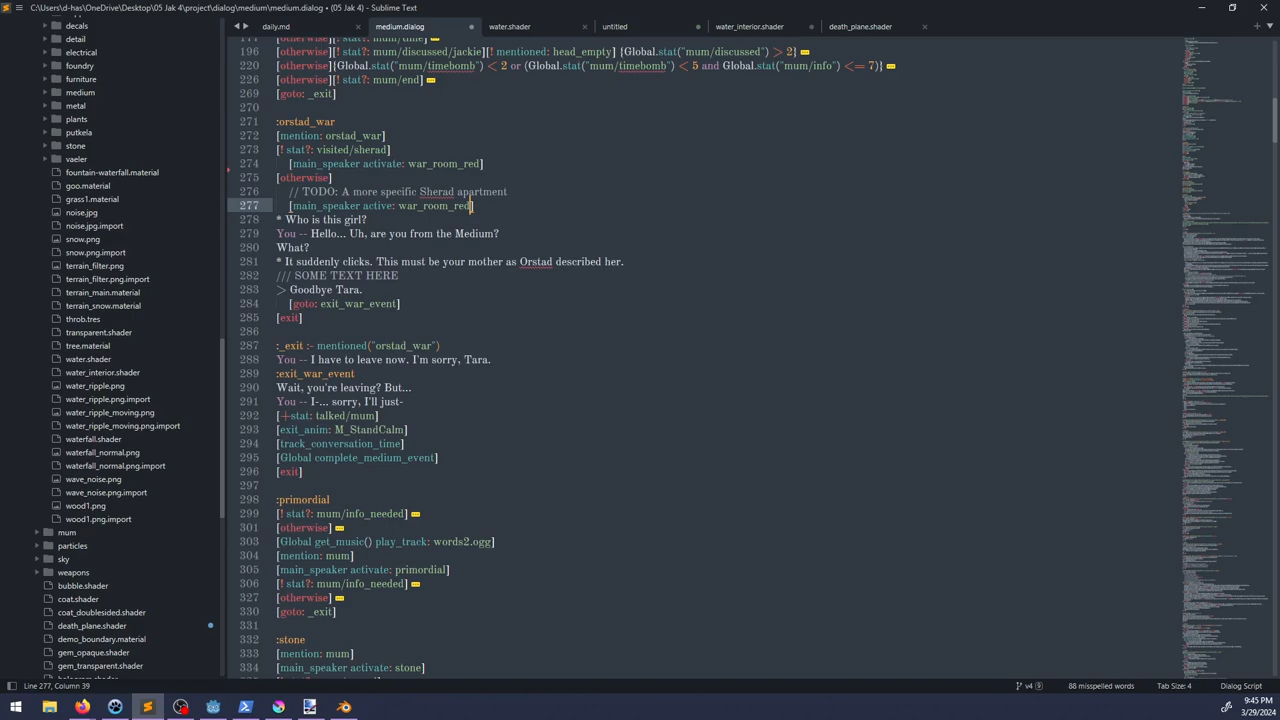 D:\Users\d-has\OneDrive\Desktop\05 Jak 4\project\dialog\medium\medium.dialog • (05 Jak 4) - Sublime Text
daily.md
medium.dialog
water.shader
untitled
water_interior.shader
death_plane.shader
decals
detail
electrical
foundry
furniture
medium
metal
plants
putkela
stone
vaeler
fountain-waterfall.material
goo.material
grass1.material
noise.jpg
noise.jpg.import
snow.png
snow.png.import
terrain_filter.png
terrain_filter.png.import
terrain_main.material
terrain_snow.material
throb.tree
transparent.shader
tree.material
water.shader
water_interior.shader
water_ripple.png
water_ripple.png.import
water_ripple_moving.png
water_ripple_moving.png.import
waterfall.shader
waterfall_normal.png
waterfall_normal.png.import
wave_noise.png
wave_noise.png.import
wood1.png
wood1.png.import
mum
particles
sky
weapons
bubble.shader
coat.shader
coat_doublesided.shader
death_plane.shader
demo_boundary.material
gem_opaque.shader
gem_transparent.shader
196 [otherwise][! stat?: mum/discussed/jackie][! mentioned: head_empty] {Global.stat("mum/discussed") > 2}
220 [otherwise]{Global.stat("mum/timebomb") > 2 or (Global.stat("mum/timebomb") < 5 and Global.stat("mum/info") <= 7)}
226 [otherwise][! stat?: mum/end]
269 [goto: _exit]
270
271 :orstad_war
272 [mention: orstad_war]
273 [! stat?: visited/sherad]
274 [main_speaker activate: war_room_red]
275 [otherwise]
276 // TODO: A more specific Sherad apartment
277 [main_speaker active: war_room_red]
278 * Who is this girl?
279 You -- Hello... Uh, are you from the Medium?
280 What?
281 * It suddenly clicks. This must be your mother. You had dismissed her.
282 /// SOME TEXT HERE
283 > Goodbye Tara.
284 [goto: exit_war_event]
285 [exit]
286
287 :_exit :- mentioned("orstad_war")
288 You -- I have to leave now. I'm sorry, Tara.
289 :exit_war_event
290 Wait, you're leaving? But...
291 You -- I-... sorry. I'll just-
292 [+stat: talked/mum]
293 [exit_anim: M_StandCalm]
294 [track_conversation_time]
295 [Global complete_medium_event]
296 [exit]
297
298 :primordial
299 [! stat?: mum/info_needed]
302 [otherwise]
304 [Global get_music() play_track: words2.ogg]
305 [mention: mum]
306 [main_speaker activate: primordial]
[! stat?: mum/info_needed]
[otherwise]
[goto: _exit]
:stone
333 [mention: mum]
334 [main_speaker activate: stone]
Line 277, Column 39
v4 9
88 misspelled words
Tab Size: 4
Dialog Script
9:45 PM
3/29/2024